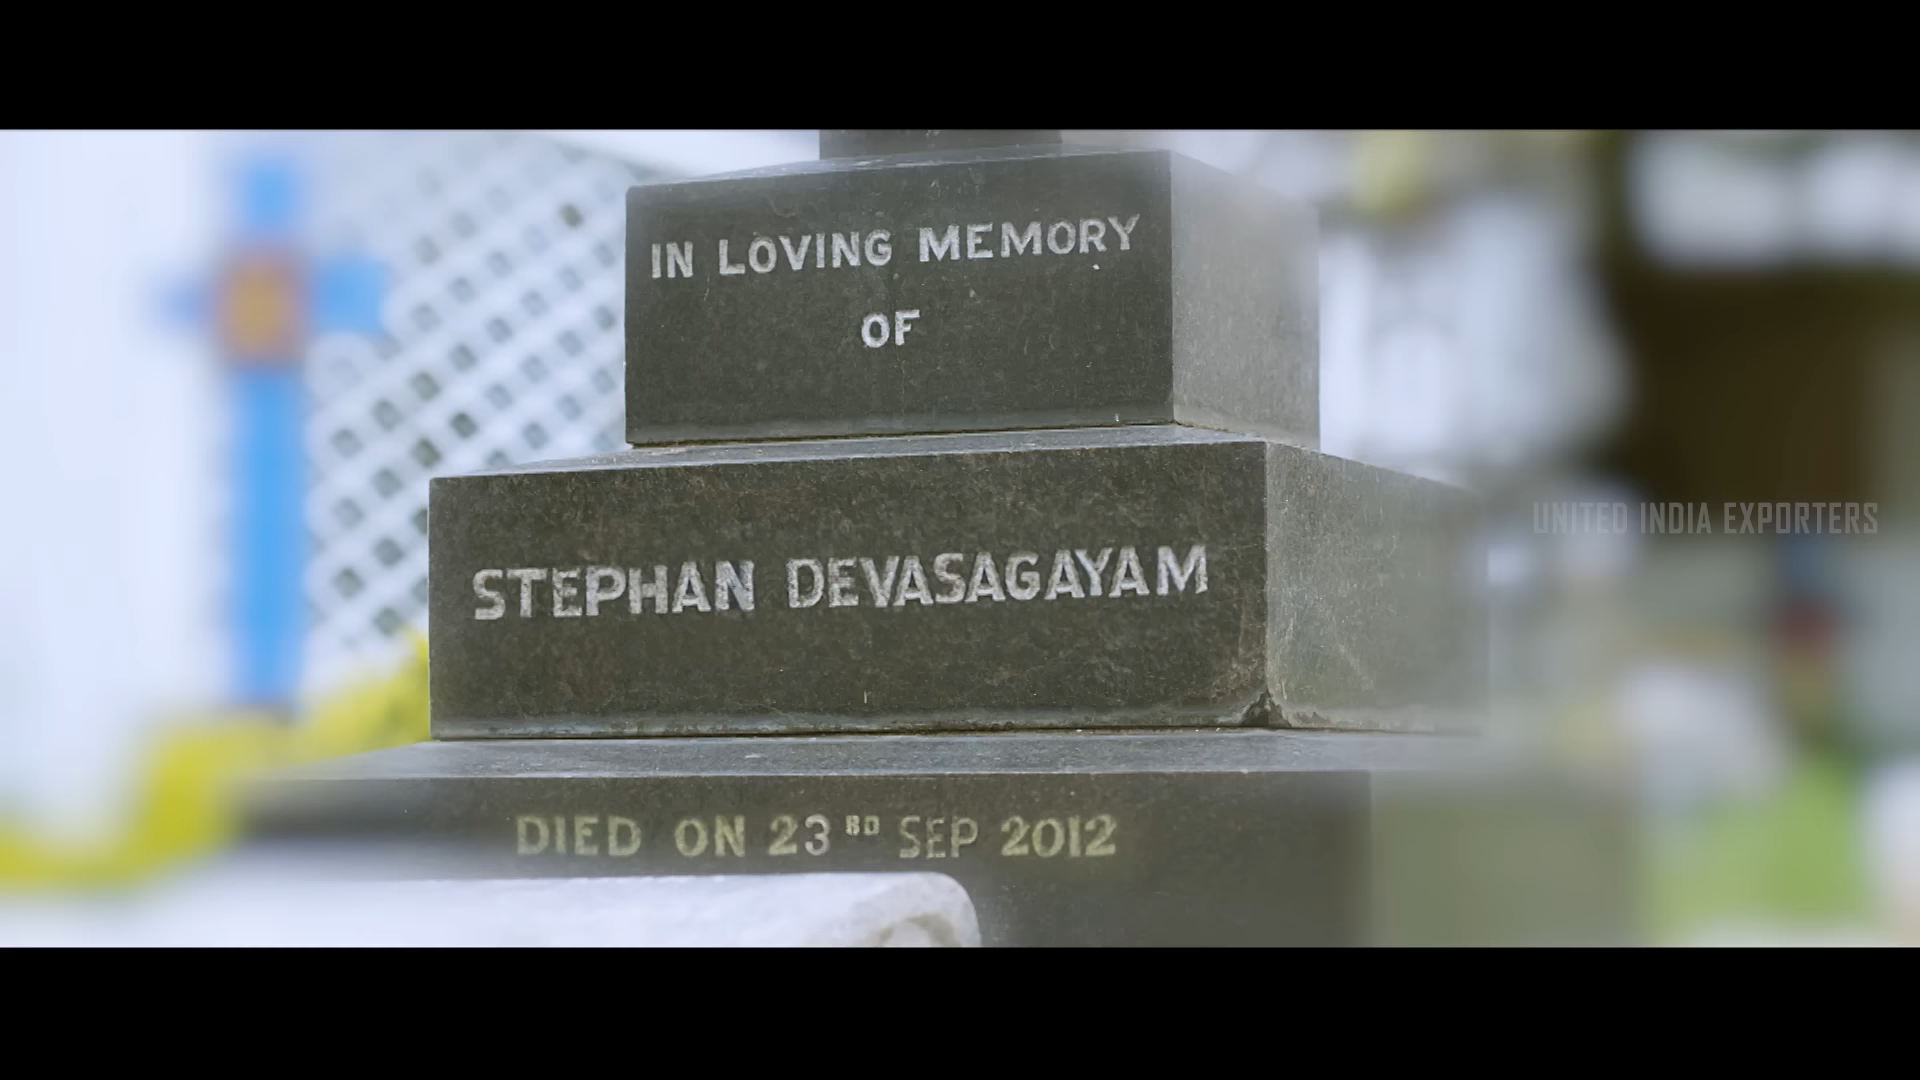 IN LOVING MEMORY
OF
STEPHAN DEVASAGAYAM
DIED ON 23RD SEP 2012
UNITED INDIA EXPORTERS